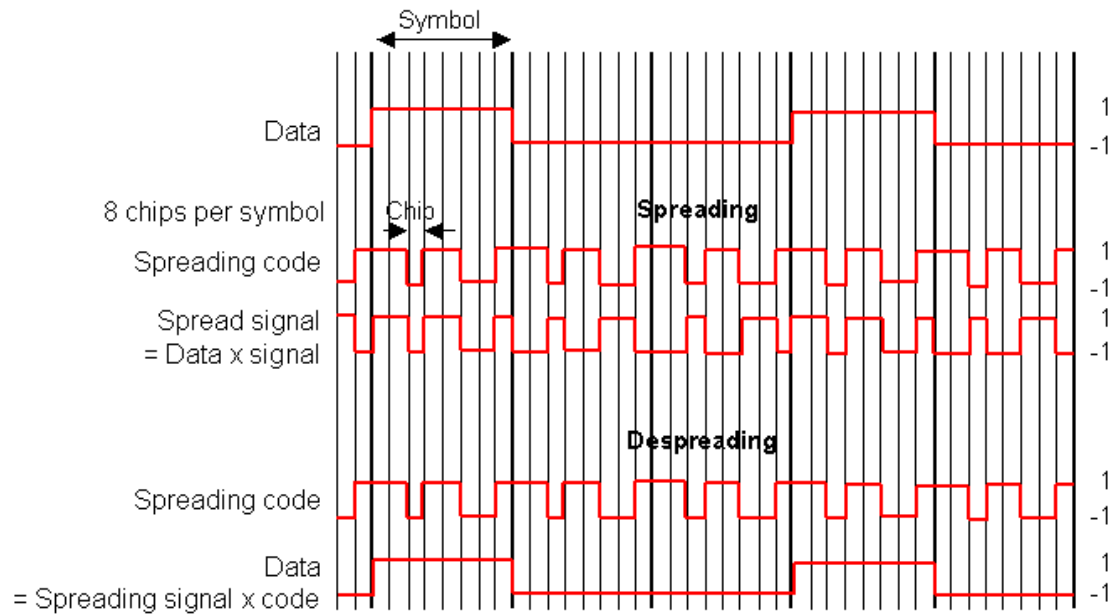 Symbol
Data
1
-1
8 chips per symbol
Chip
Spreading
Spreading code
1
-1
Spread signal
= Data x signal
1
-1
Despreading
Spreading code
1
-1
Data
= Spreading signal x code
1
-1